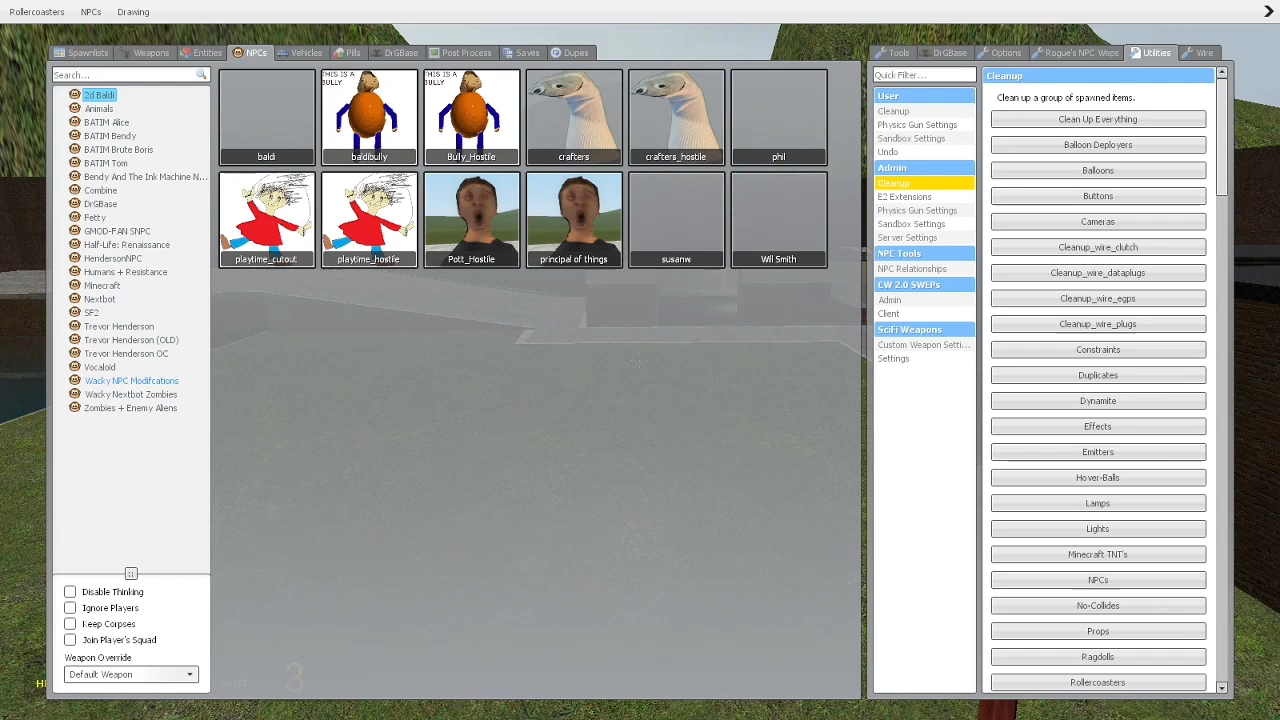 Rollercoasters NPCs Drawing
Spawnlists Weapons Entities NPCs Vehicles Pills DrGBase Post Process Saves Dupes
Tools DrGBase Options Rogue's NPC Weps Utilities Wire
Search...
2d Baldi
Animals
BATIM Alice
BATIM Bendy
BATIM Brute Boris
BATIM Tom
Bendy And The Ink Machine N...
Combine
DrGBase
Fetty
GMOD-FAN SNPC
Half-Life: Renaissance
HendersonNPC
Humans + Resistance
Minecraft
Nextbot
SF2
Trevor Henderson
Trevor Henderson (OLD)
Trevor Henderson OC
Vocaloid
Wacky NPC Modifcations
Wacky Nextbot Zombies
Zombies + Enemy Aliens
Disable Thinking
Ignore Players
Keep Corpses
Join Player's Squad
Weapon Override
Default Weapon
THIS IS A
BULLY
THIS IS A
BULLY
baldi baldibully Bully_Hostile crafters crafters_hostile phil
playtime_cutout playtime_hostile Pott_Hostile principal of things susanw Wil Smith
3
Quick Filter...
User
Cleanup
Physics Gun Settings
Sandbox Settings
Undo
Admin
Cleanup
E2 Extensions
Physics Gun Settings
Sandbox Settings
Server Settings
NPC Tools
NPC Relationships
CW 2.0 SWEPs
Admin
Client
SciFi Weapons
Custom Weapon Setti...
Settings
Cleanup
Clean up a group of spawned items.
Clean Up Everything
Balloon Deployers
Balloons
Buttons
Cameras
Cleanup_wire_clutch
Cleanup_wire_dataplugs
Cleanup_wire_egps
Cleanup_wire_plugs
Constraints
Duplicates
Dynamite
Effects
Emitters
Hover-Balls
Lamps
Lights
Minecraft TNT's
NPCs
No-Collides
Props
Ragdolls
Rollercoasters